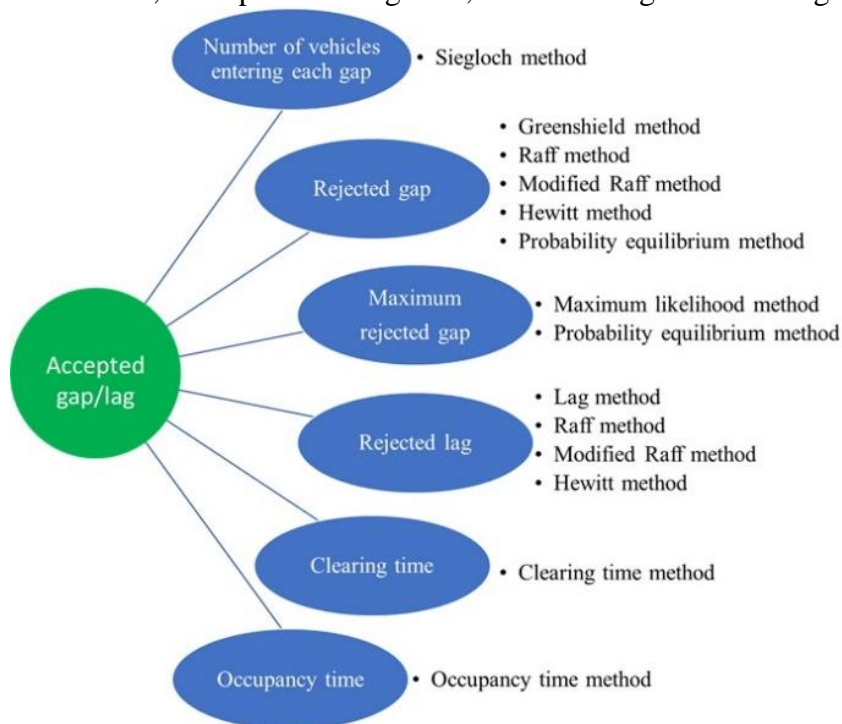 Number of vehicles
entering each gap
• Siegloch method
Rejected gap
• Greenshield method
• Raff method
• Modified Raff method
• Hewitt method
• Probability equilibrium method
Maximum
rejected gap
• Maximum likelihood method
• Probability equilibrium method
Accepted
gap/lag
Rejected lag
• Lag method
• Raff method
• Modified Raff method
• Hewitt method
Clearing time
• Clearing time method
Occupancy time
• Occupancy time method